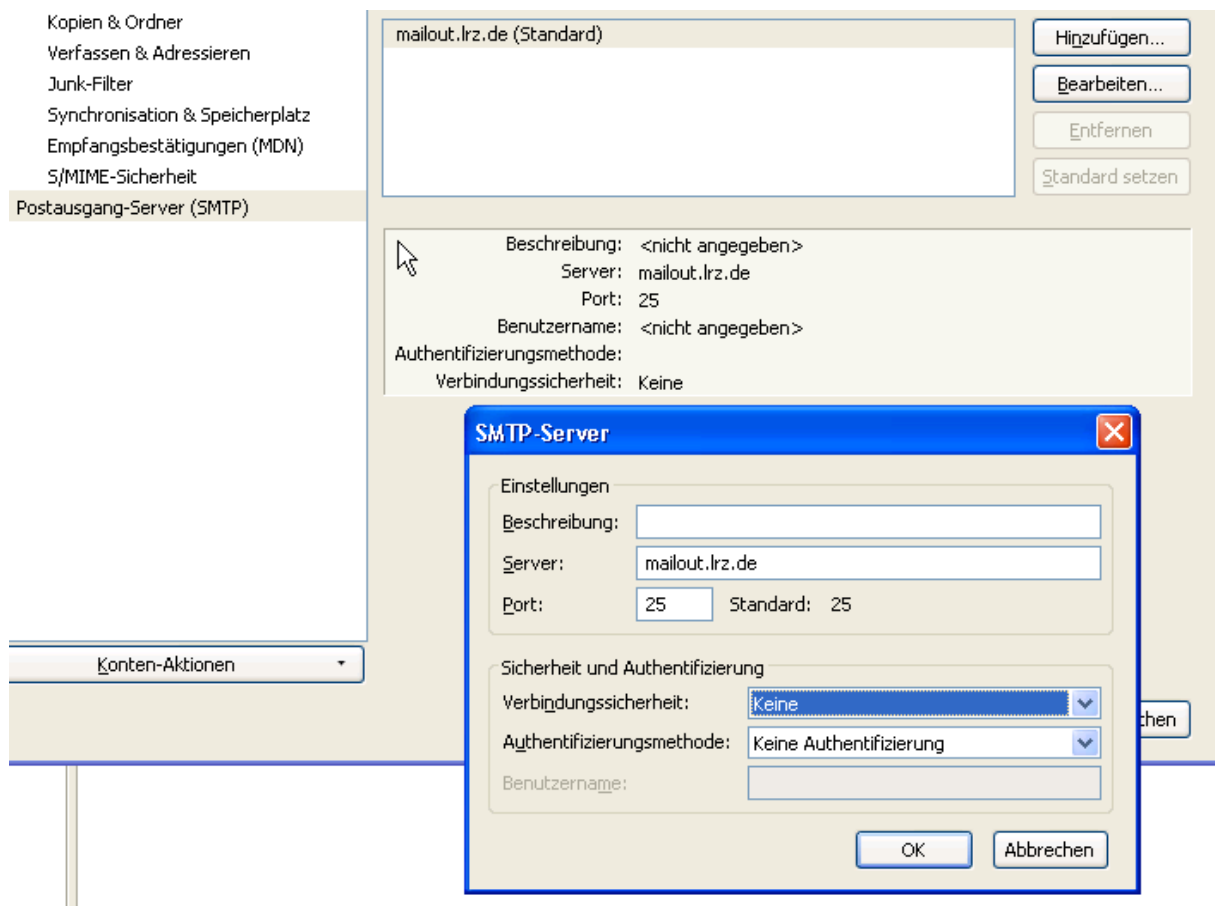 Kopien & Ordner
Verfassen & Adressieren
Junk-Filter
Synchronisation & Speicherplatz
Empfangsbestätigungen (MDN)
S/MIME-Sicherheit
Postausgang-Server (SMTP)
Konten-Aktionen
mailout.lrz.de (Standard)
Hinzufügen...
Bearbeiten...
Entfernen
Standard setzen
Beschreibung: <nicht angegeben>
Server: mailout.lrz.de
Port: 25
Benutzername: <nicht angegeben>
Authentifizierungsmethode:
Verbindungssicherheit: Keine
SMTP-Server
Einstellungen
Beschreibung:
Server: mailout.lrz.de
Port: 25 Standard: 25
Sicherheit und Authentifizierung
Verbindungssicherheit: Keine
Authentifizierungsmethode: Keine Authentifizierung
Benutzername:
OK Abbrechen